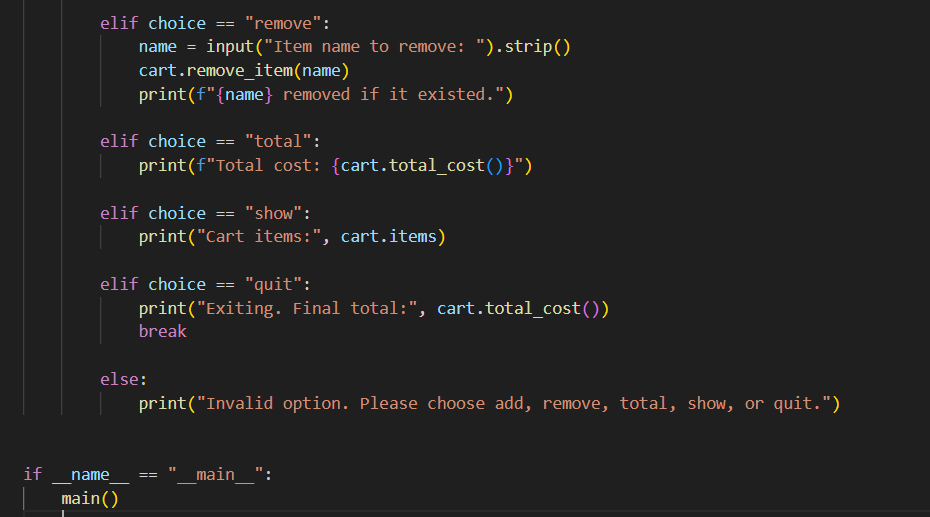 elif choice == "remove":
    name = input("Item name to remove: ").strip()
    cart.remove_item(name)
    print(f"{name} removed if it existed.")
elif choice == "total":
    print(f"Total cost: {cart.total_cost()}")
elif choice == "show":
    print("Cart items:", cart.items)
elif choice == "quit":
    print("Exiting. Final total:", cart.total_cost())
    break
else:
    print("Invalid option. Please choose add, remove, total, show, or quit.")
if __name__ == "__main__":
    main()